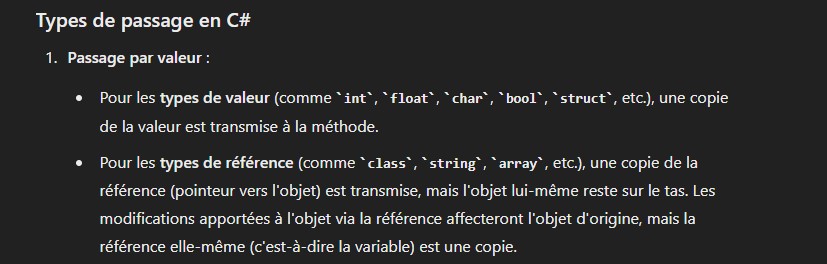 Types de passage en C#
1. Passage par valeur :
• Pour les types de valeur (comme `int`, `float`, `char`, `bool`, `struct`, etc.), une copie
de la valeur est transmise à la méthode.
• Pour les types de référence (comme `class`, `string`, `array`, etc.), une copie de la
référence (pointeur vers l'objet) est transmise, mais l'objet lui-même reste sur le tas. Les
modifications apportées à l'objet via la référence affecteront l'objet d'origine, mais la
référence elle-même (c'est-à-dire la variable) est une copie.